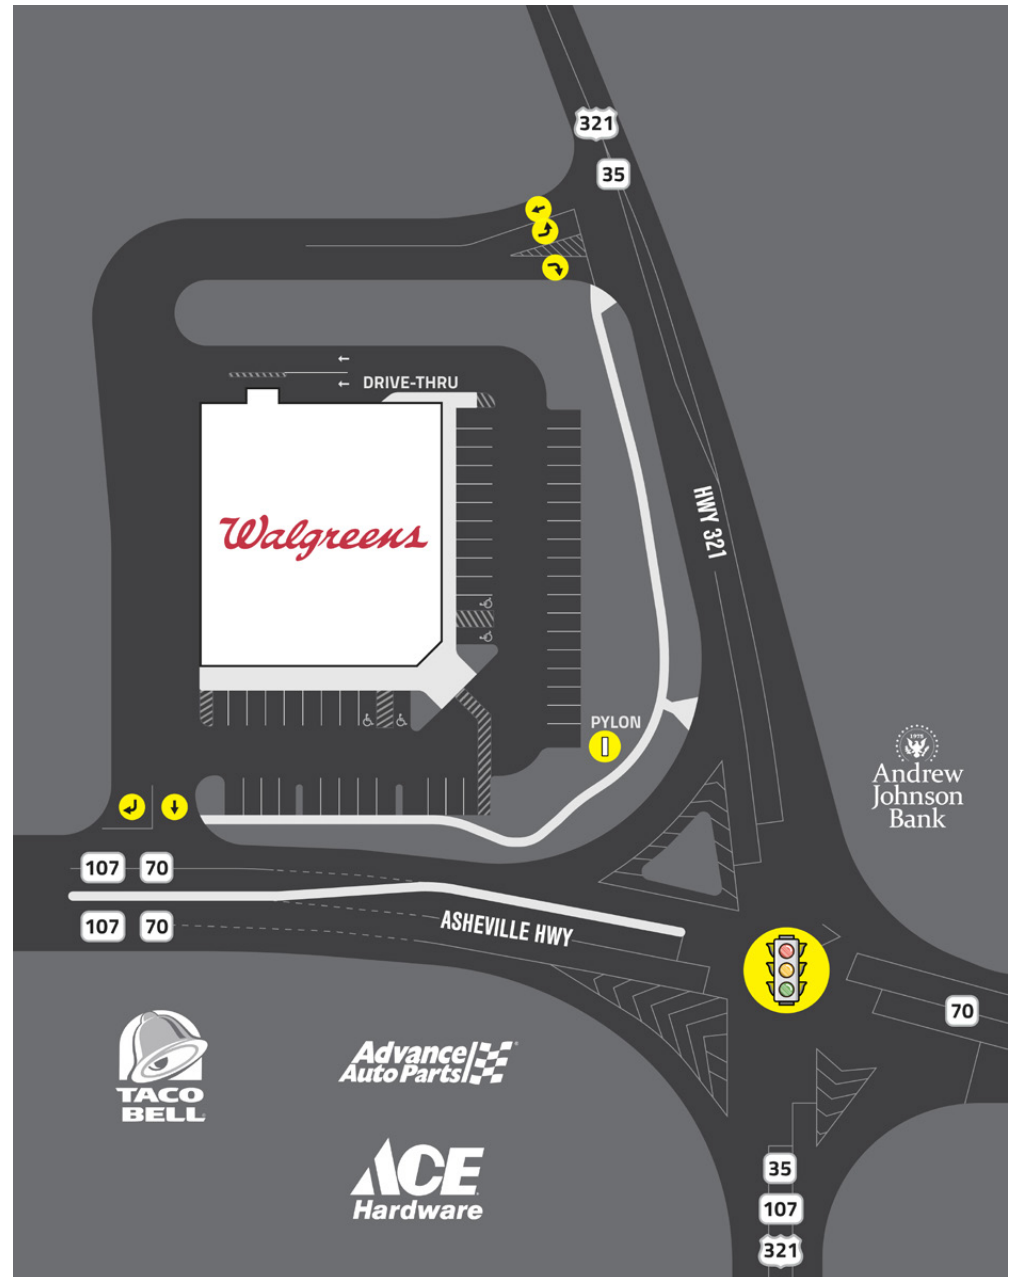 321
35
DRIVE-THRU
Walgreens
HWY 321
PYLON
1975
Andrew
Johnson
Bank
107 70
107 70
ASHEVILLE HWY
70
TACO
BELL
Advance
Auto Parts
ACE
Hardware
35
107
321